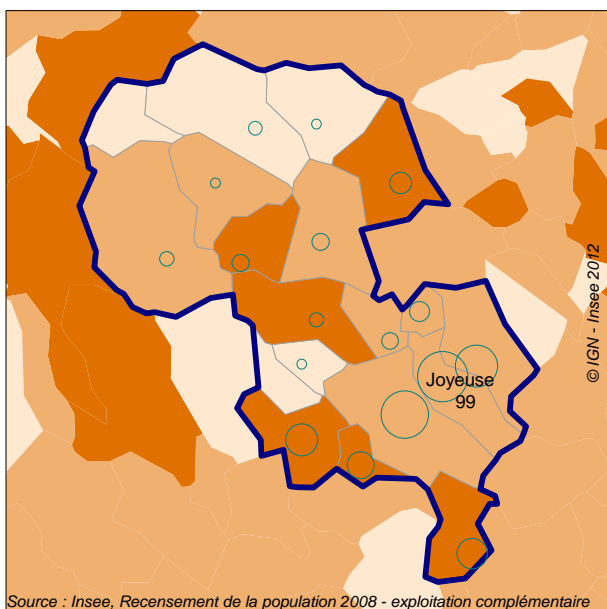 © IGN - Insee 2012
Joyeuse
99
Source : Insee, Recensement de la population 2008 - exploitation complémentaire